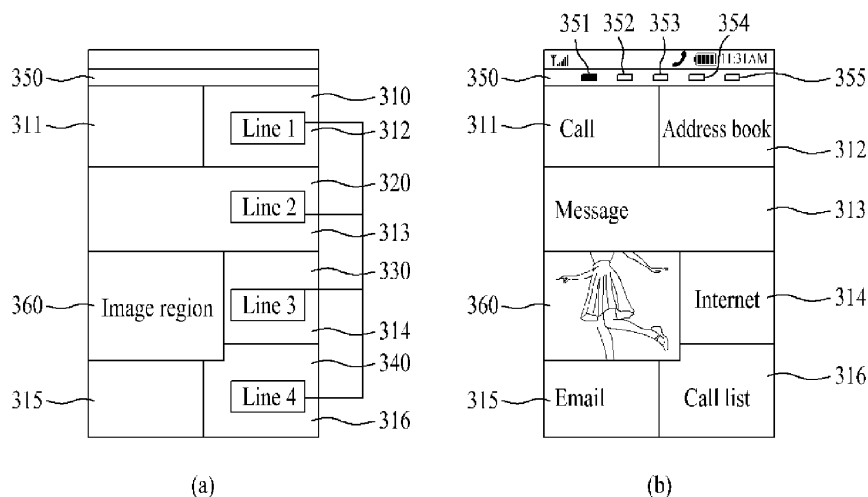 351 352 353 354
350 350 11:31AM 355
310
311 Line 1 312 311 Call Address book 312
320
Line 2 Message 313
313
330
360 Image region Line 3 360 Internet 314
314
340 316
315 Line 4 315 Email Call list
316
(a) (b)